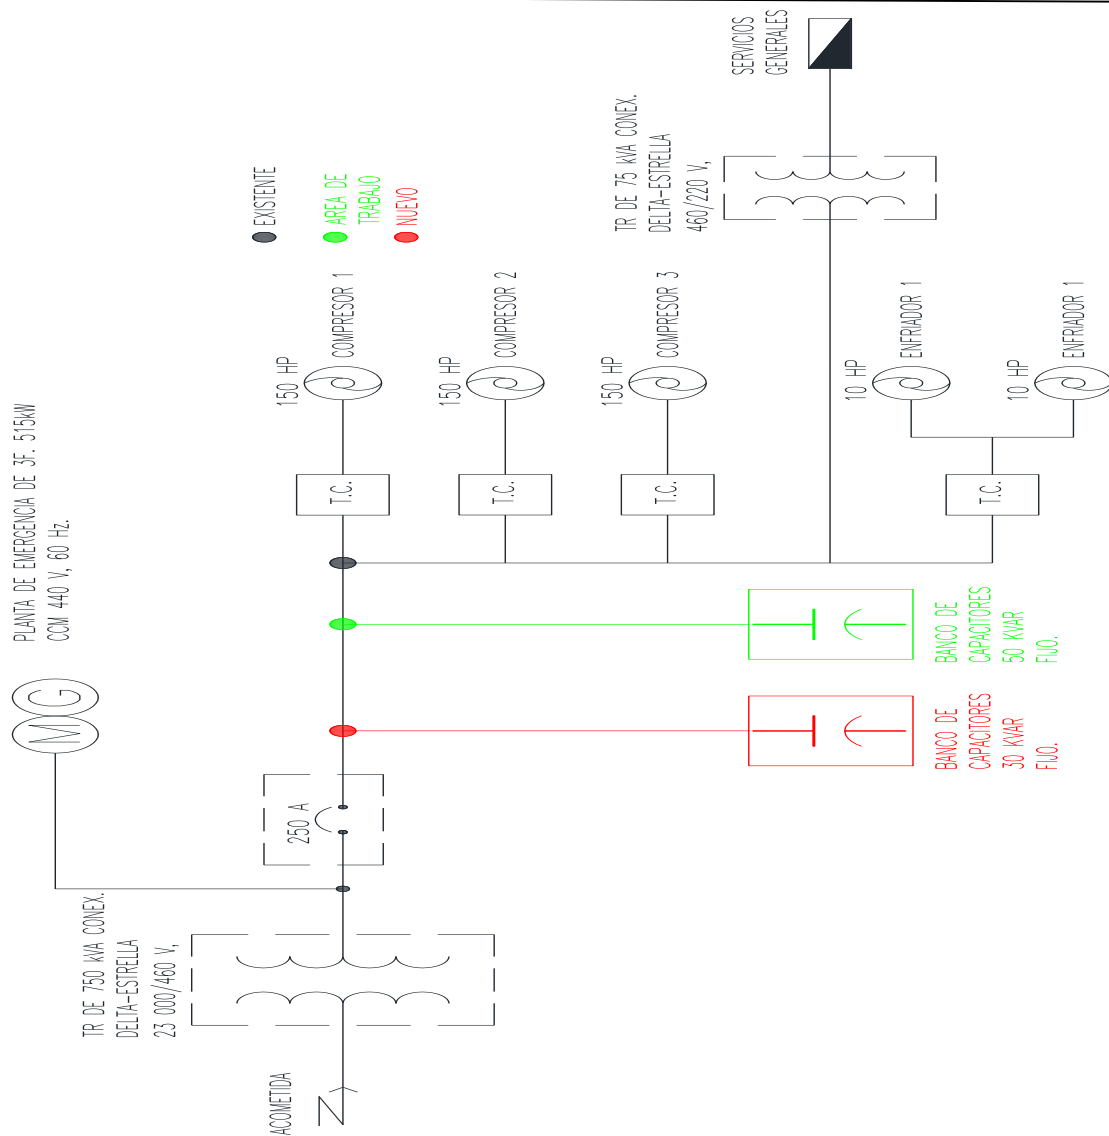 PLANTA DE EMERGENCIA DE 3F. 515kW
CCM 440 V, 60 Hz.
MG
TR DE 750 kVA CONEX.
DELTA-ESTRELLA
23 000/460 V,
ACOMETIDA
250 A
EXISTENTE
AREA DE
TRABAJO
NUEVO
150 HP
COMPRESOR 1
T.C.
150 HP
COMPRESOR 2
T.C.
150 HP
COMPRESOR 3
T.C.
TR DE 75 kVA CONEX.
DELTA-ESTRELLA
460/220 V,
SERVICIOS
GENERALES
10 HP
ENFRIADOR 1
10 HP
ENFRIADOR 1
T.C.
BANCO DE
CAPACITORES
50 KVAR
FIJO.
BANCO DE
CAPACITORES
30 KVAR
FIJO.